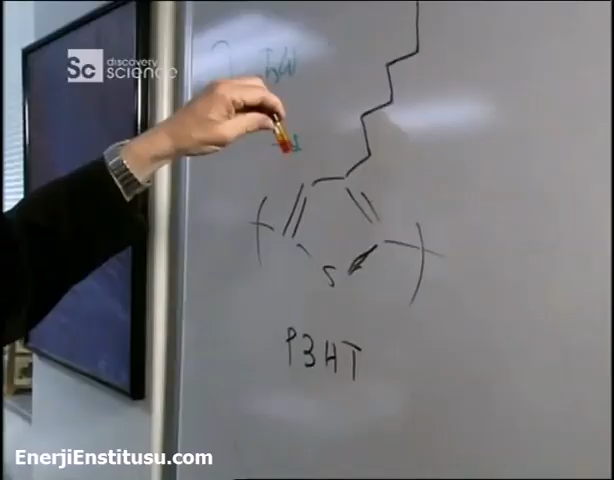 Sc discovery
SCIENCE
S
P3HT
EnerjiEnstitusu.com